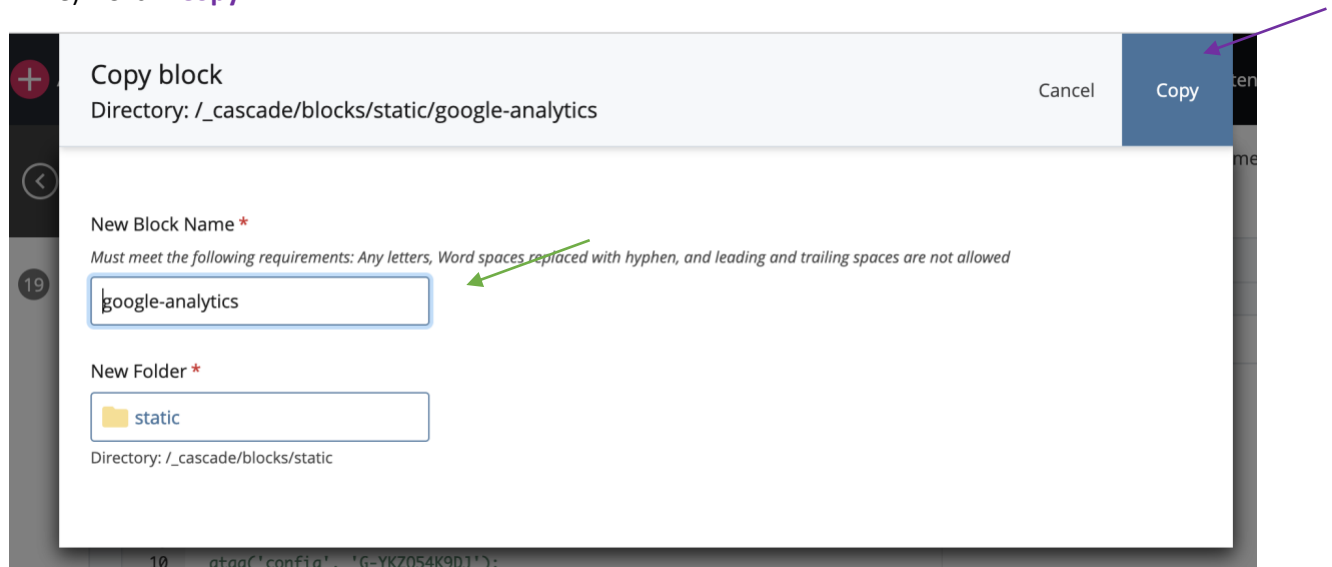 Copy
Copy block
Directory: /_cascade/blocks/static/google-analytics
Cancel
Copy
New Block Name *
Must meet the following requirements: Any letters, Word spaces replaced with hyphen, and leading and trailing spaces are not allowed
19
google-analytics
New Folder *
static
Directory: /_cascade/blocks/static
10 gtag('config', 'G-YKZO54K9DJ');